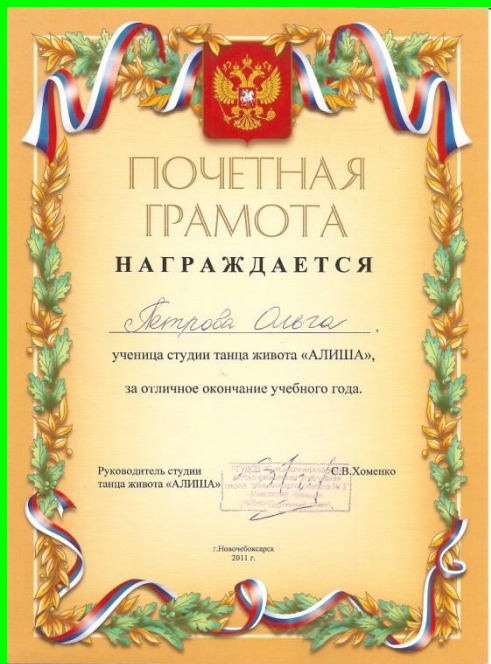 ПОЧЕТНАЯ
ГРАМОТА
НАГРАЖДАЕТСЯ
Петрова Ольга,
ученица студии танца живота «АЛИША»,
за отличное окончание учебного года.
Руководитель студии С.В.Хоменко
танца живота «АЛИША»
г.Новочебоксарск
2011 г.